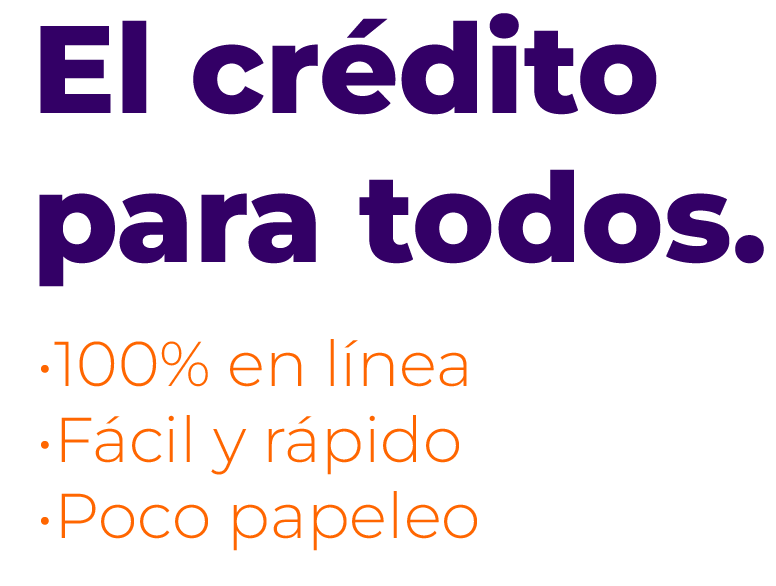 El crédito
para todos.
·100% en línea
·Fácil y rápido
·Poco papeleo